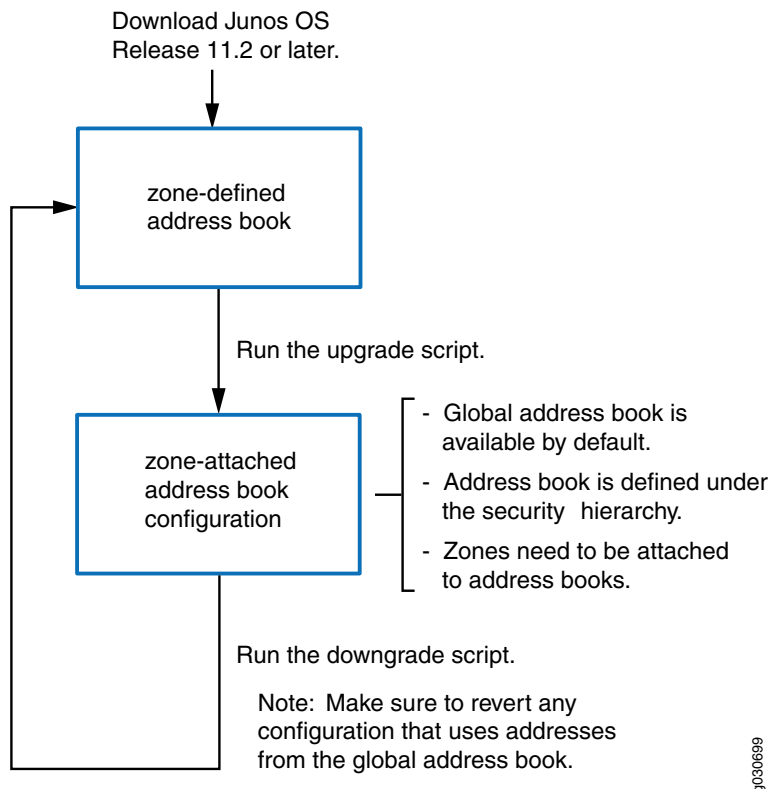 Download Junos OS
Release 11.2 or later.
zone-defined
address book
Run the upgrade script.
zone-attached
address book
configuration
- Global address book is
available by default.
- Address book is defined under
the security hierarchy.
- Zones need to be attached
to address books.
Run the downgrade script.
Note: Make sure to revert any
configuration that uses addresses
from the global address book.
g030699